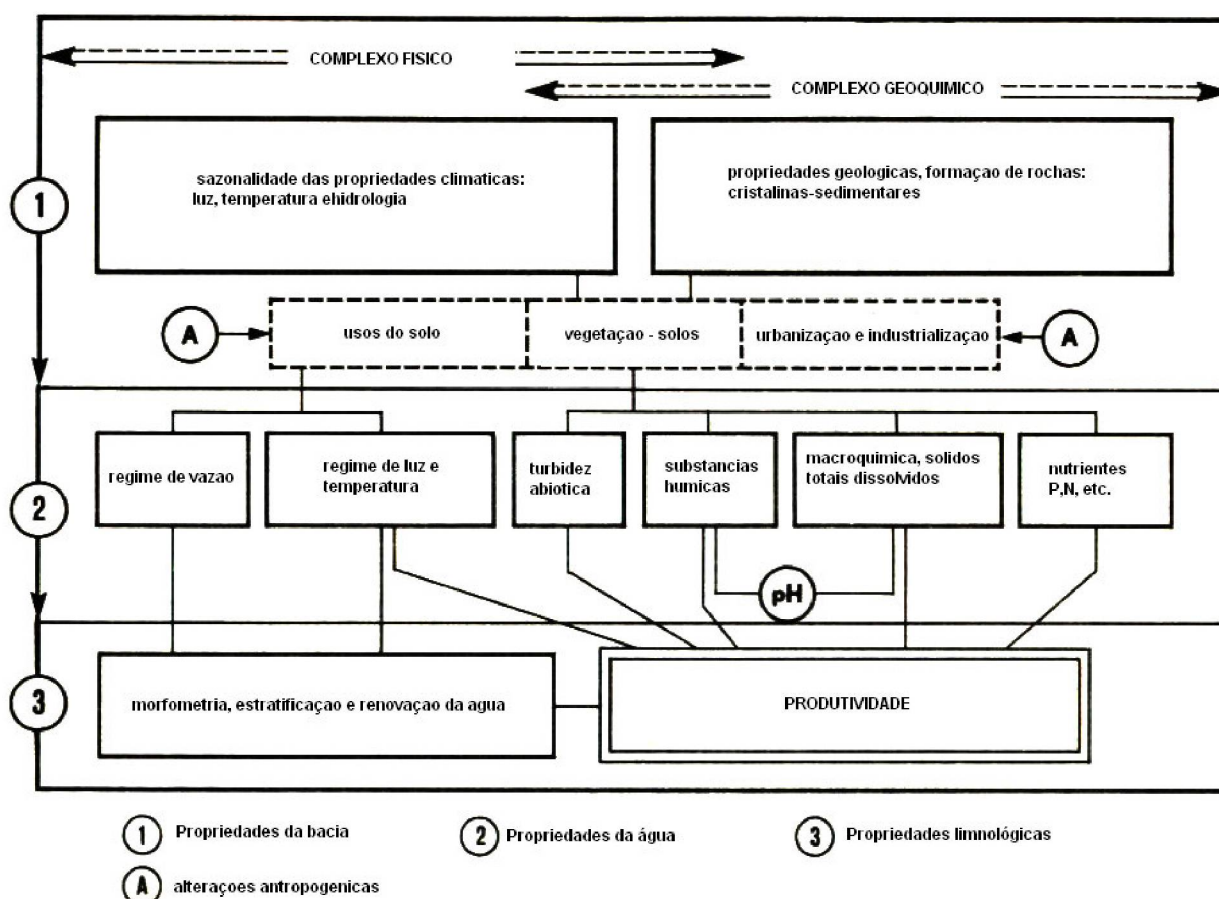 COMPLEXO FISICO
COMPLEXO GEOQUIMICO
1
sazonalidade das propriedades climaticas:
luz, temperatura ehidrologia
propriedades geologicas, formaçao de rochas:
cristalinas-sedimentares
A
usos do solo
vegetaçao - solos
urbanizaçao e industrializaçao
A
2
regime de vazao
regime de luz e
temperatura
turbidez
abiotica
substancias
humicas
macroquimica, solidos
totais dissolvidos
nutrientes
P,N, etc.
pH
3
morfometria, estratificaçao e renovaçao da agua
PRODUTIVIDADE
1 Propriedades da bacia
2 Propriedades da água
3 Propriedades limnológicas
A alteraçoes antropogenicas